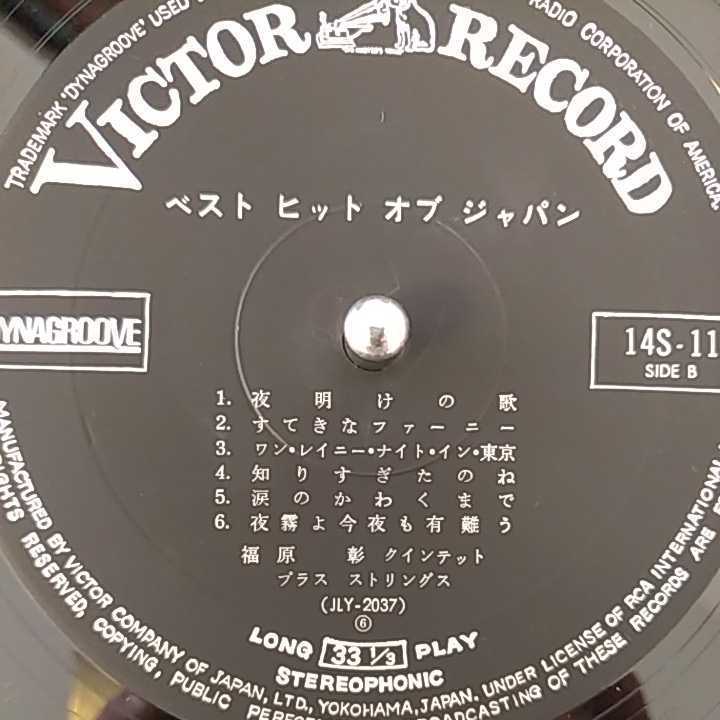 TRADEMARK 'DYNAGROOVE' USED
RADIO CORPORATION OF AMERICA.
VICTOR RECORD
ベスト ヒット オブ ジャパン
YNAGROOVE
14S-11
SIDE B
1. 夜明けの歌
2. すてきなファーニー
3. ワン・レイニー・ナイト・イン・東京
4. 知りすぎたのね
5. 涙のかわくまで
6. 夜霧よ今夜も有難う
福原 彰 クインテット
プラス ストリングス
(JLY-2037)
⑥
LONG 33 1/3 PLAY
STEREOPHONIC
MANUFACTURED BY VICTOR COMPANY OF JAPAN, LTD., YOKOHAMA, JAPAN, UNDER LICENSE OF RCA INTERNATIONAL
RIGHTS RESERVED, COPYING, PUBLIC
BROADCASTING OF THESE RECORDS ARE